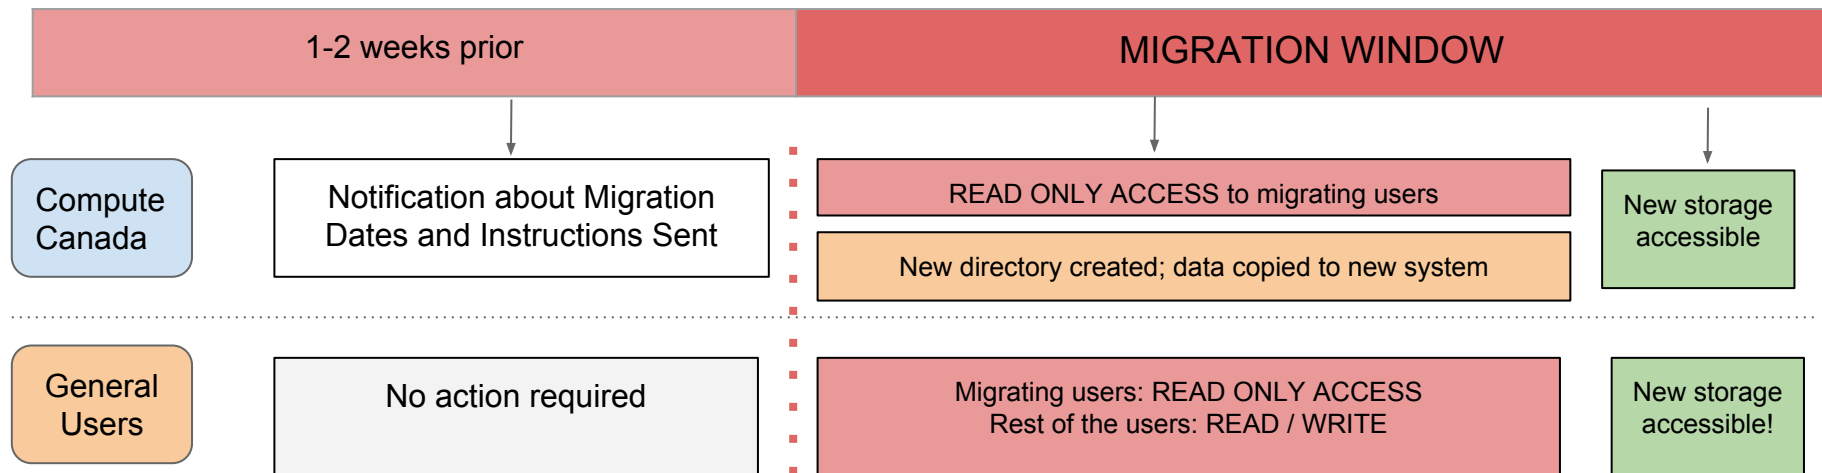 1-2 weeks prior
MIGRATION WINDOW
Compute
Canada
Notification about Migration
Dates and Instructions Sent
READ ONLY ACCESS to migrating users
New directory created; data copied to new system
New storage
accessible
General
Users
No action required
Migrating users: READ ONLY ACCESS
Rest of the users: READ / WRITE
New storage
accessible!